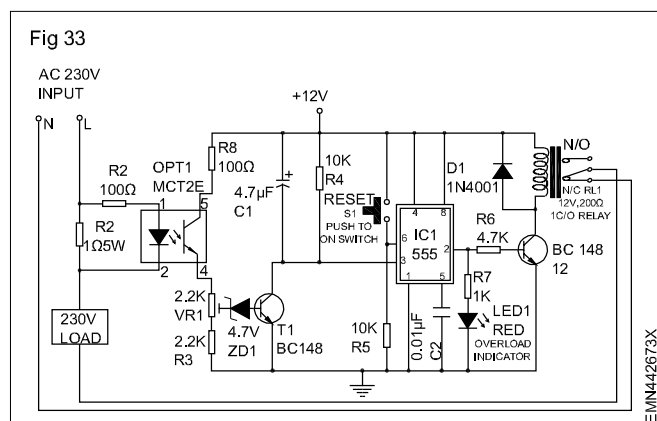 Fig 33
AC 230V
INPUT
N
L
+12V
R2
100Ω
OPT1
MCT2E
1
5
2
4
R8
100Ω
4.7µF
C1
10K
R4
RESET
S1
PUSH TO
ON SWITCH
D1
1N4001
N/O
N/C RL1
12V,200Ω
1C/O RELAY
R2
1Ω5W
230V
LOAD
2.2K
VR1
2.2K
R3
4.7V
ZD1
T1
BC148
10K
R5
4
8
6
3
2
1
5
IC1
555
0.01µF
C2
R6
4.7K
R7
1K
LED1
RED
OVERLOAD
INDICATOR
BC 148
12
EMN442673X